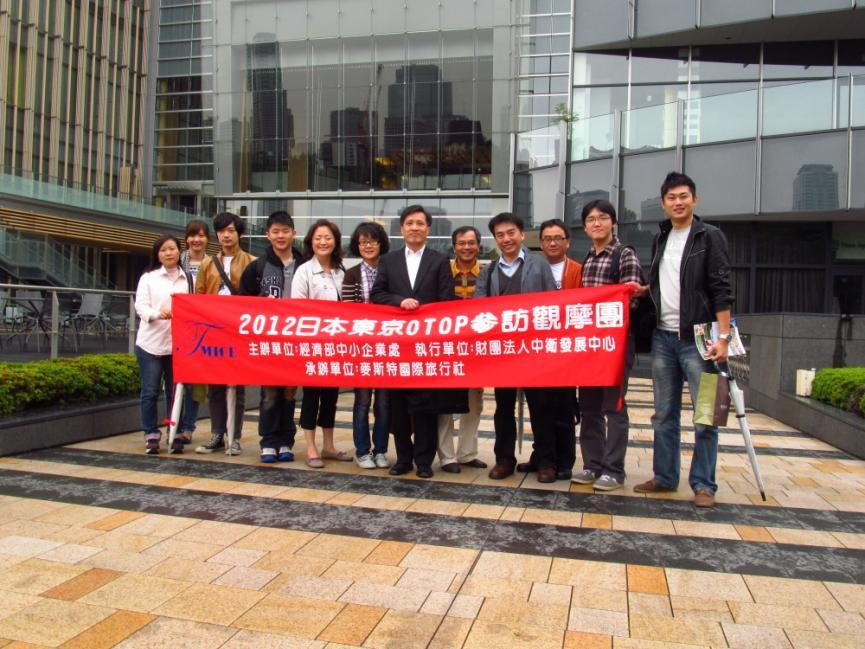 2012日本東京OTOP參訪觀摩團
TMICE
主辦單位:經濟部中小企業處 執行單位:財團法人中衛發展中心
承辦單位:麥斯特國際旅行社